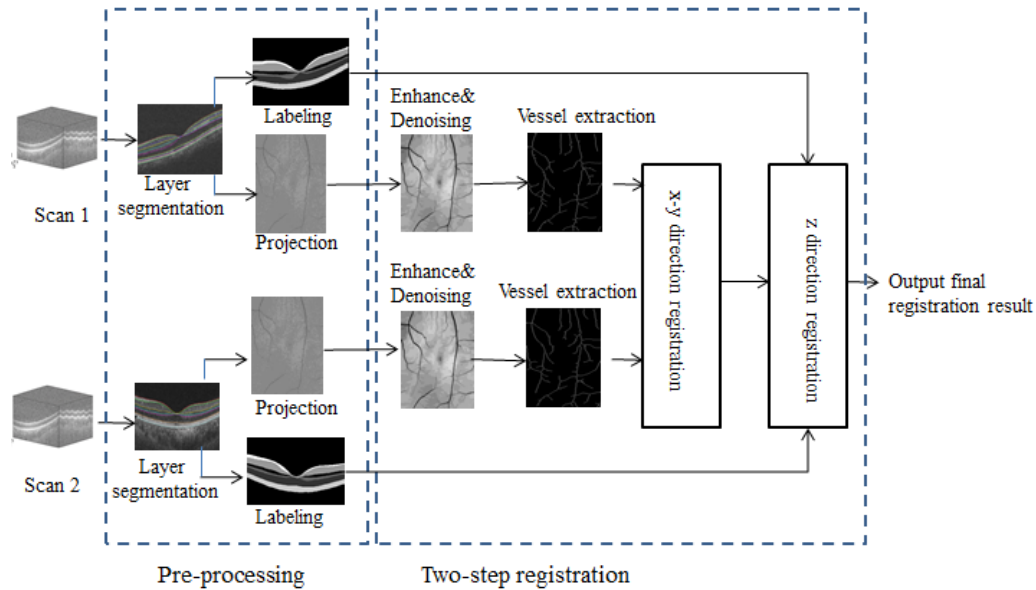 Scan 1
Layer
segmentation
Labeling
Projection
Enhance&
Denoising
Vessel extraction
Enhance&
Denoising
Vessel extraction
x-y direction registration
z direction registration
Output final
registration result
Scan 2
Layer
segmentation
Projection
Labeling
Pre-processing
Two-step registration